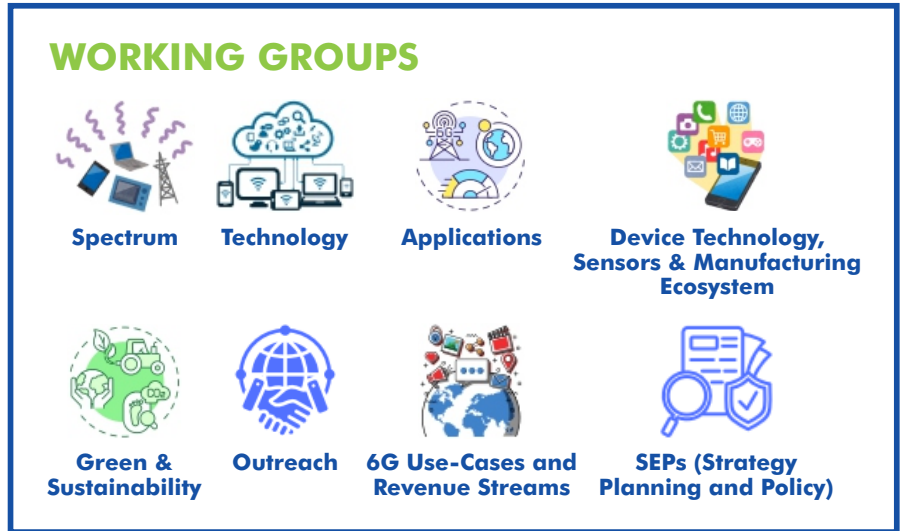 WORKING GROUPS
6G
Spectrum
Technology
Applications
Device Technology,
Sensors & Manufacturing
Ecosystem
Green &
Sustainability
Outreach
6G Use-Cases and
Revenue Streams
SEPs (Strategy
Planning and Policy)